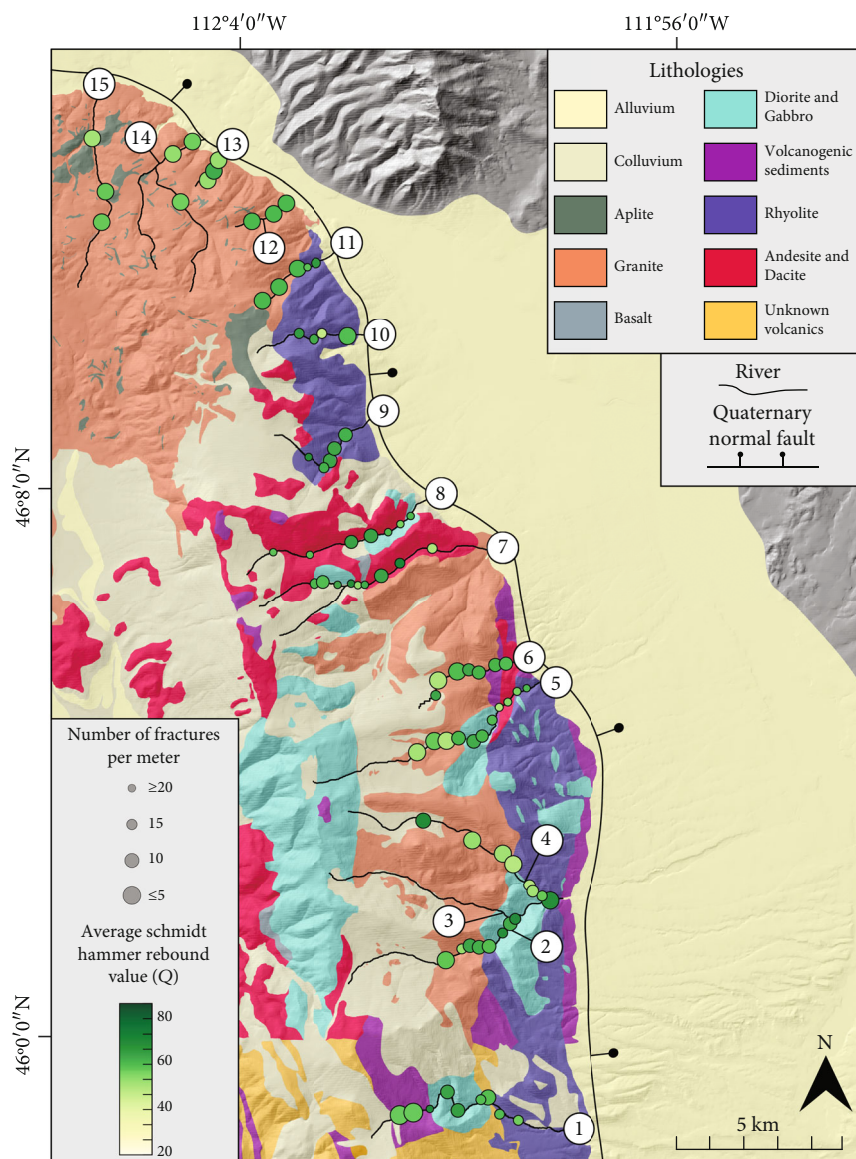 112°4′0″W
111°56′0″W
46°8′0″N
46°0′0″N
15
14
13
12
11
10
9
8
7
6
5
4
3
2
1
Lithologies
Alluvium
Colluvium
Aplite
Granite
Basalt
Diorite and
Gabbro
Volcanogenic
sediments
Rhyolite
Andesite and
Dacite
Unknown
volcanics
River
Quaternary
normal fault
Number of fractures
per meter
≥20
15
10
≤5
Average schmidt
hammer rebound
value (Q)
80
60
40
20
N
5 km